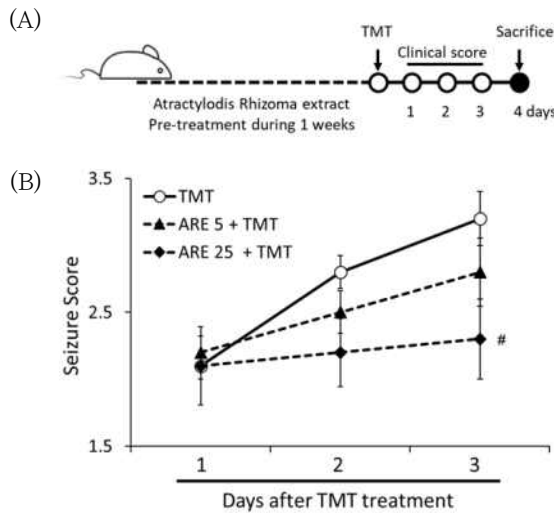 (A)
TMT
Sacrifice
Clinical score
Atractylodis Rhizoma extract
Pre-treatment during 1 weeks
1 2 3 4 days
(B)
3.5
TMT
ARE 5 + TMT
ARE 25 + TMT
2.5
Seizure Score
#
1.5
1 2 3
Days after TMT treatment